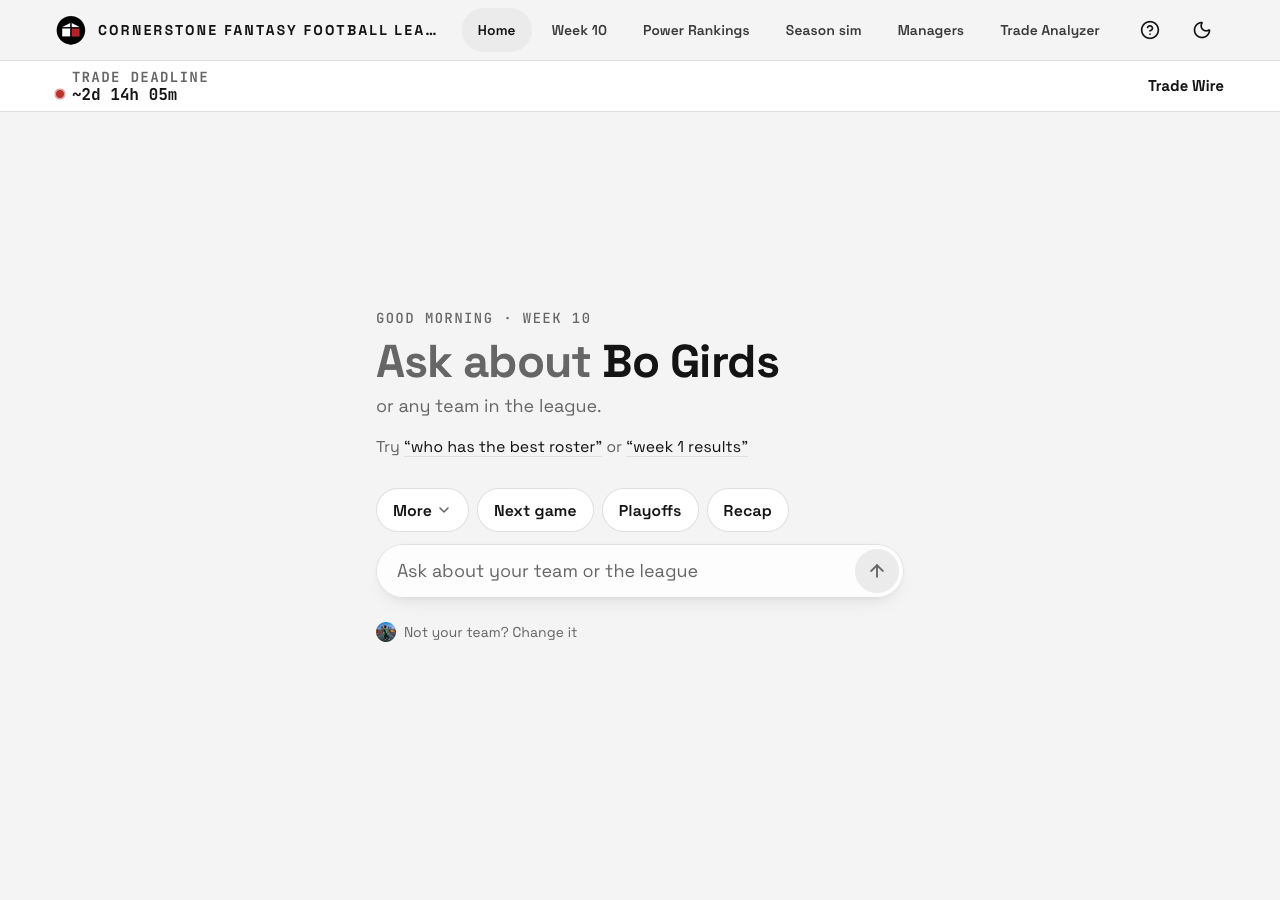 CORNERSTONE FANTASY FOOTBALL LEA…
Home
Week 10
Power Rankings
Season sim
Managers
Trade Analyzer
TRADE DEADLINE
~2d 14h 05m
Trade Wire
GOOD MORNING · WEEK 10
Ask about Bo Girds
or any team in the league.
Try “who has the best roster” or “week 1 results”
More
Next game
Playoffs
Recap
Ask about your team or the league
Not your team? Change it